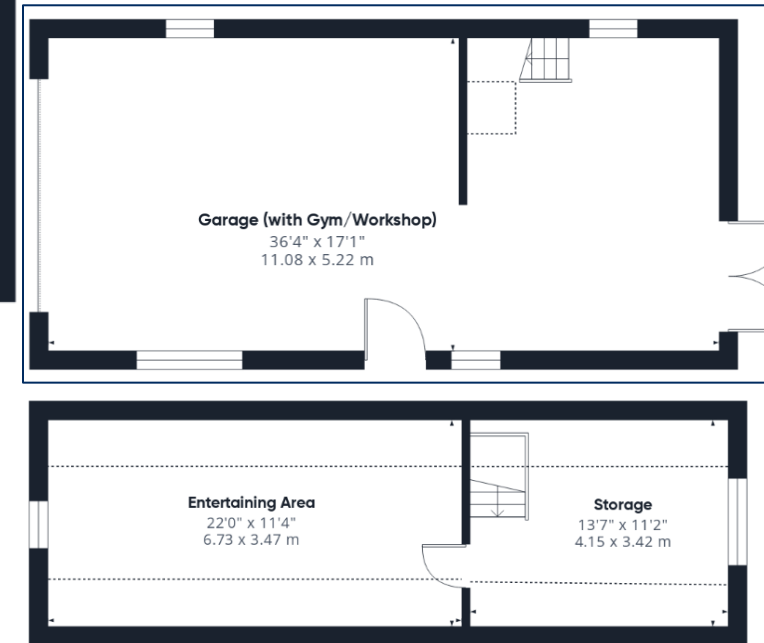 Garage (with Gym/Workshop)
36'4" x 17'1"
11.08 x 5.22 m
Entertaining Area
22'0" x 11'4"
6.73 x 3.47 m
Storage
13'7" x 11'2"
4.15 x 3.42 m